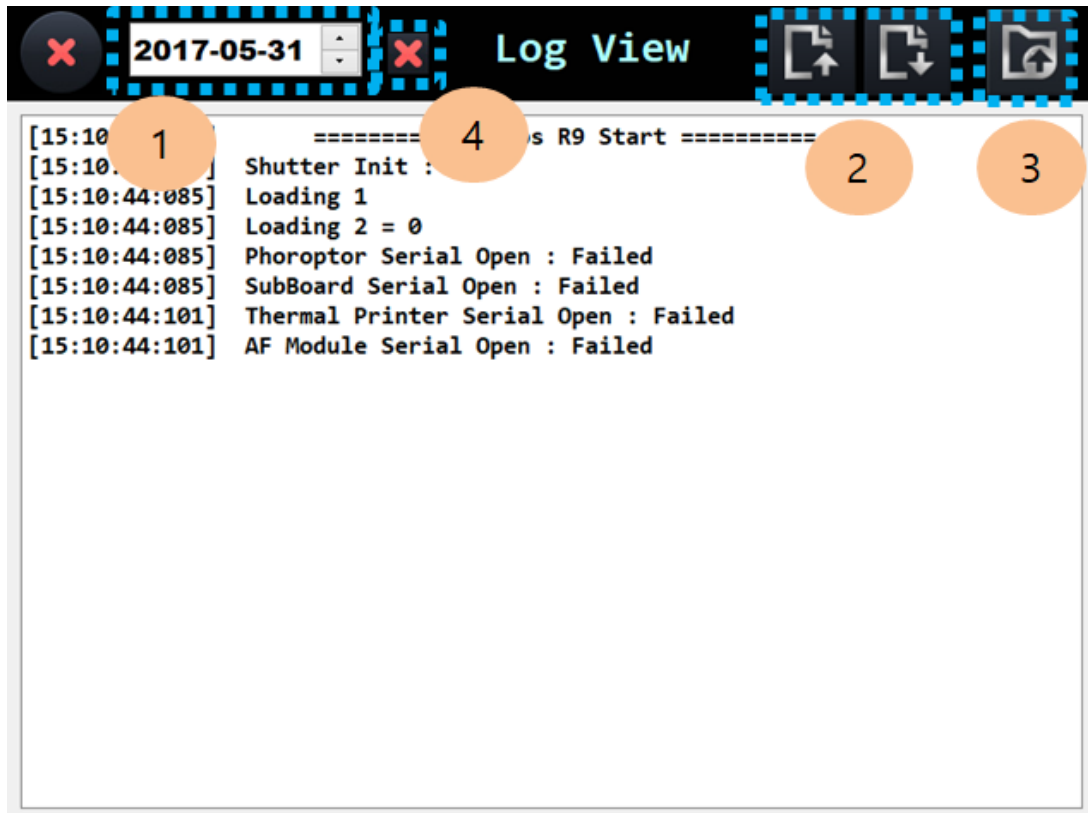 2017-05-31
Log View
1
4
2
3
[15:10 ========== s R9 Start ==========
[15:10: ] Shutter Init :
[15:10:44:085] Loading 1
[15:10:44:085] Loading 2 = 0
[15:10:44:085] Phoroptor Serial Open : Failed
[15:10:44:085] SubBoard Serial Open : Failed
[15:10:44:101] Thermal Printer Serial Open : Failed
[15:10:44:101] AF Module Serial Open : Failed